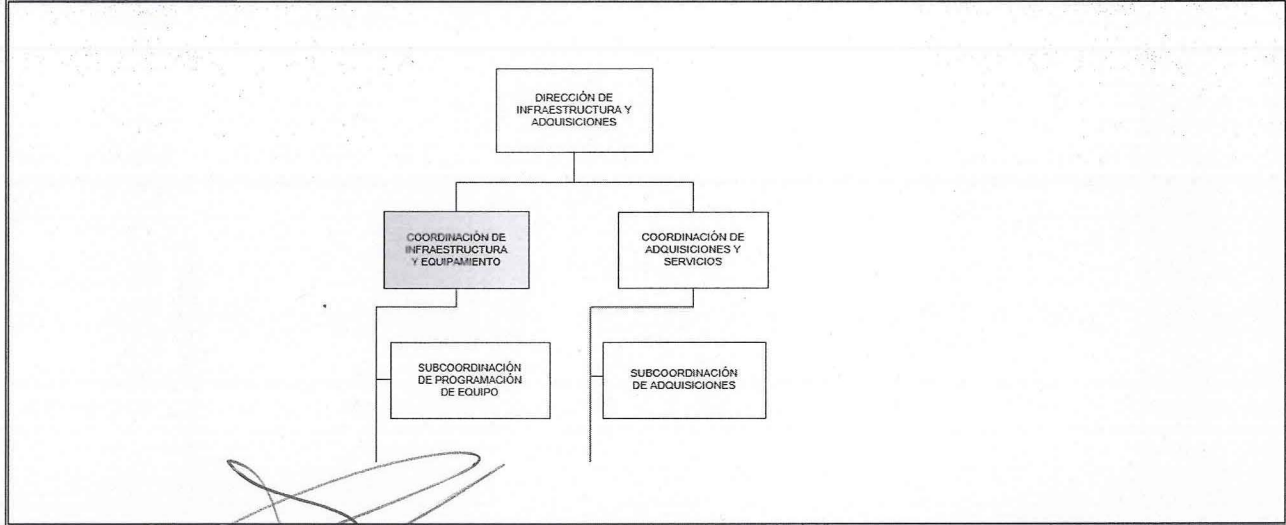 DIRECCIÓN DE
INFRAESTRUCTURA Y
ADQUISICIONES
COORDINACIÓN DE
INFRAESTRUCTURA
Y EQUIPAMIENTO
COORDINACIÓN DE
ADQUISICIONES Y
SERVICIOS
SUBCOORDINACIÓN
DE PROGRAMACIÓN
DE EQUIPO
SUBCOORDINACIÓN
DE ADQUISICIONES